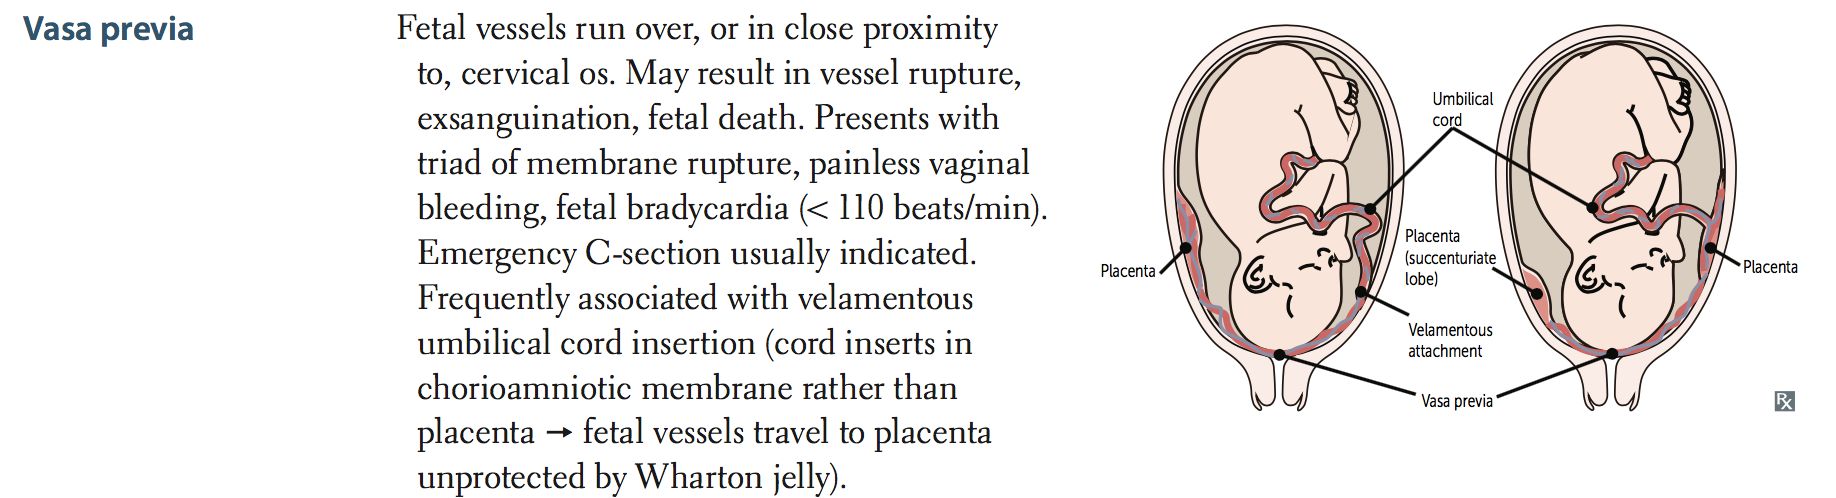 Vasa previa
Fetal vessels run over, or in close proximity
to, cervical os. May result in vessel rupture,
exsanguination, fetal death. Presents with
triad of membrane rupture, painless vaginal
bleeding, fetal bradycardia (< 110 beats/min).
Emergency C-section usually indicated.
Frequently associated with velamentous
umbilical cord insertion (cord inserts in
chorioamniotic membrane rather than
placenta → fetal vessels travel to placenta
unprotected by Wharton jelly).
Umbilical
cord
Placenta
Placenta
(succenturiate
lobe)
Placenta
Velamentous
attachment
Vasa previa
Rx